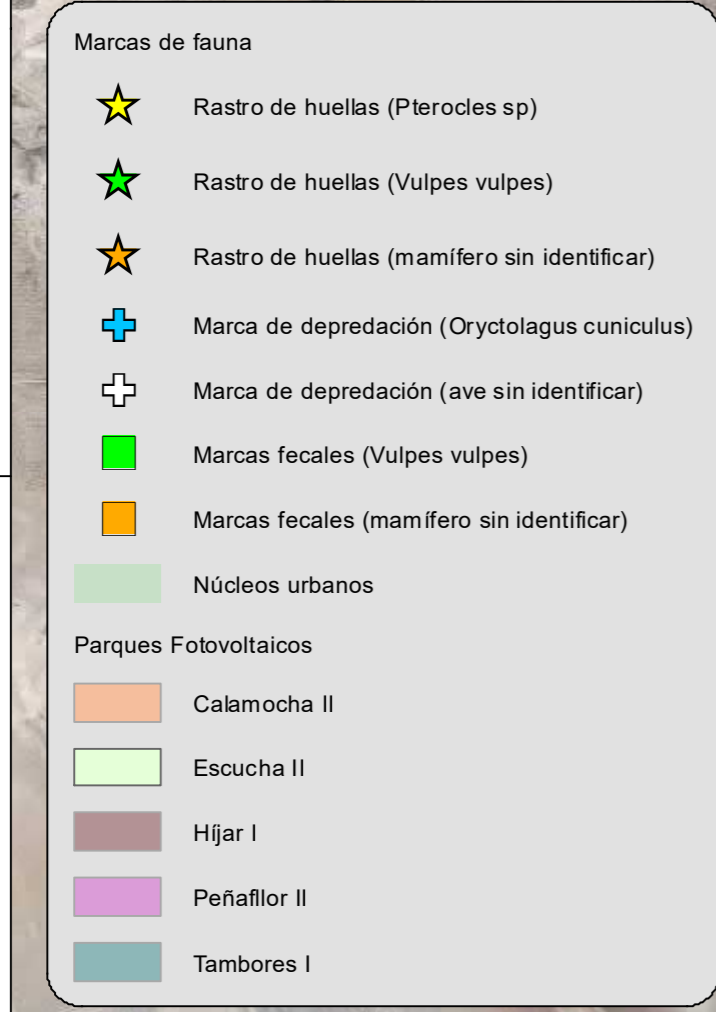 Marcas de fauna
Rastro de huellas (Pterocles sp)
Rastro de huellas (Vulpes vulpes)
Rastro de huellas (mamífero sin identificar)
Marca de depredación (Oryctolagus cuniculus)
Marca de depredación (ave sin identificar)
Marcas fecales (Vulpes vulpes)
Marcas fecales (mamífero sin identificar)
Núcleos urbanos
Parques Fotovoltaicos
Calamocha II
Escucha II
Híjar I
Peñafllor II
Tambores I